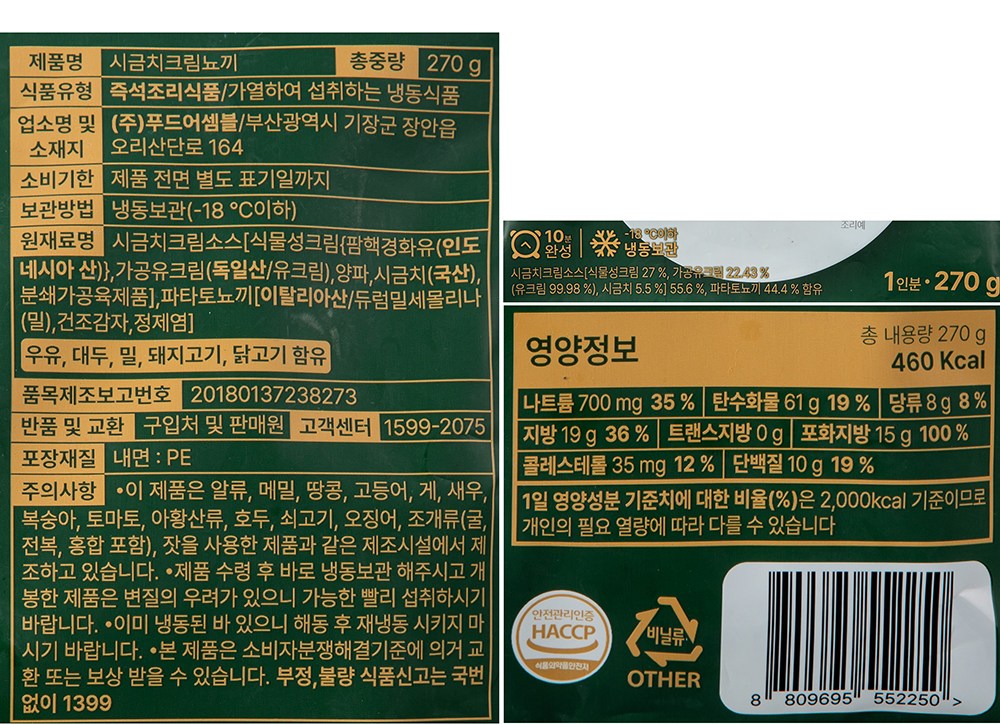 제품명 시금치크림뇨끼 총중량 270 g
식품유형 즉석조리식품/가열하여 섭취하는 냉동식품
업소명 및 소재지 (주)푸드어셈블/부산광역시 기장군 장안읍
오리산단로 164
소비기한 제품 전면 별도 표기일까지
보관방법 냉동보관(-18 ℃이하)
원재료명 시금치크림소스[식물성크림{팜핵경화유(인도
네시아 산)},가공유크림(독일산/유크림),양파,시금치(국산),
분쇄가공육제품],파타토뇨끼[이탈리아산/듀럼밀세몰리나
(밀),건조감자,정제염]
우유, 대두, 밀, 돼지고기, 닭고기 함유
품목제조보고번호 20180137238273
반품 및 교환 구입처 및 판매원 고객센터 1599-2075
포장재질 내면 : PE
주의사항 •이 제품은 알류, 메밀, 땅콩, 고등어, 게, 새우,
복숭아, 토마토, 아황산류, 호두, 쇠고기, 오징어, 조개류(굴,
전복, 홍합 포함), 잣을 사용한 제품과 같은 제조시설에서 제
조하고 있습니다. •제품 수령 후 바로 냉동보관 해주시고 개
봉한 제품은 변질의 우려가 있으니 가능한 빨리 섭취하시기
바랍니다. •이미 냉동된 바 있으니 해동 후 재냉동 시키지 마
시기 바랍니다. •본 제품은 소비자분쟁해결기준에 의거 교
환 또는 보상 받을 수 있습니다. 부정,불량 식품신고는 국번
없이 1399
조리예
10분 완성 -18 ℃이하 냉동보관
시금치크림소스[식물성크림 27 %, 가공유크림 22.43 %
(유크림 99.98 %), 시금치 5.5 %] 55.6 %, 파타토뇨끼 44.4 % 함유
1인분 · 270 g
영양정보 총 내용량 270 g
460 Kcal
나트륨 700 mg 35 % 탄수화물 61 g 19 % 당류 8 g 8 %
지방 19 g 36 % 트랜스지방 0 g 포화지방 15 g 100 %
콜레스테롤 35 mg 12 % 단백질 10 g 19 %
1일 영양성분 기준치에 대한 비율(%)은 2,000kcal 기준이므로
개인의 필요 열량에 따라 다를 수 있습니다
안전관리인증
HACCP
식품의약품안전처
비닐류
OTHER
8 809695 552250 >